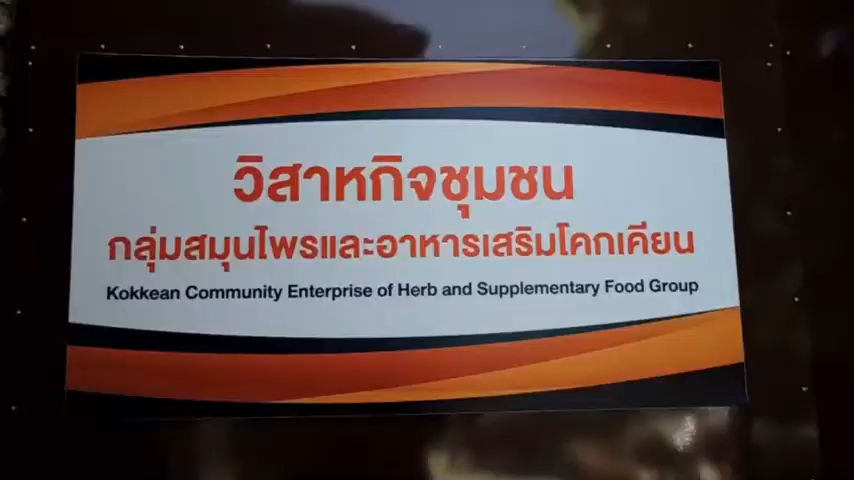 วิสาหกิจชุมชน
กลุ่มสมุนไพรและอาหารเสริมโคกเคียน
Kokkean Community Enterprise of Herb and Supplementary Food Group